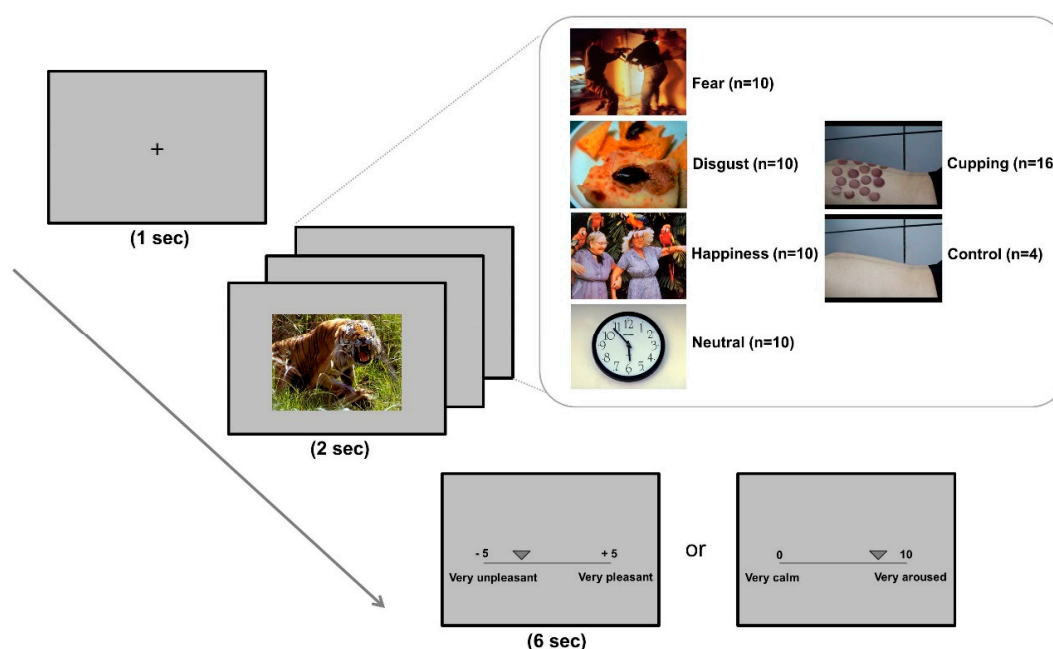 +
(1 sec)
Fear (n=10)
Disgust (n=10)
Cupping (n=16)
Happiness (n=10)
Control (n=4)
Neutral (n=10)
(2 sec)
- 5
+ 5
Very unpleasant
Very pleasant
(6 sec)
or
0
10
Very calm
Very aroused